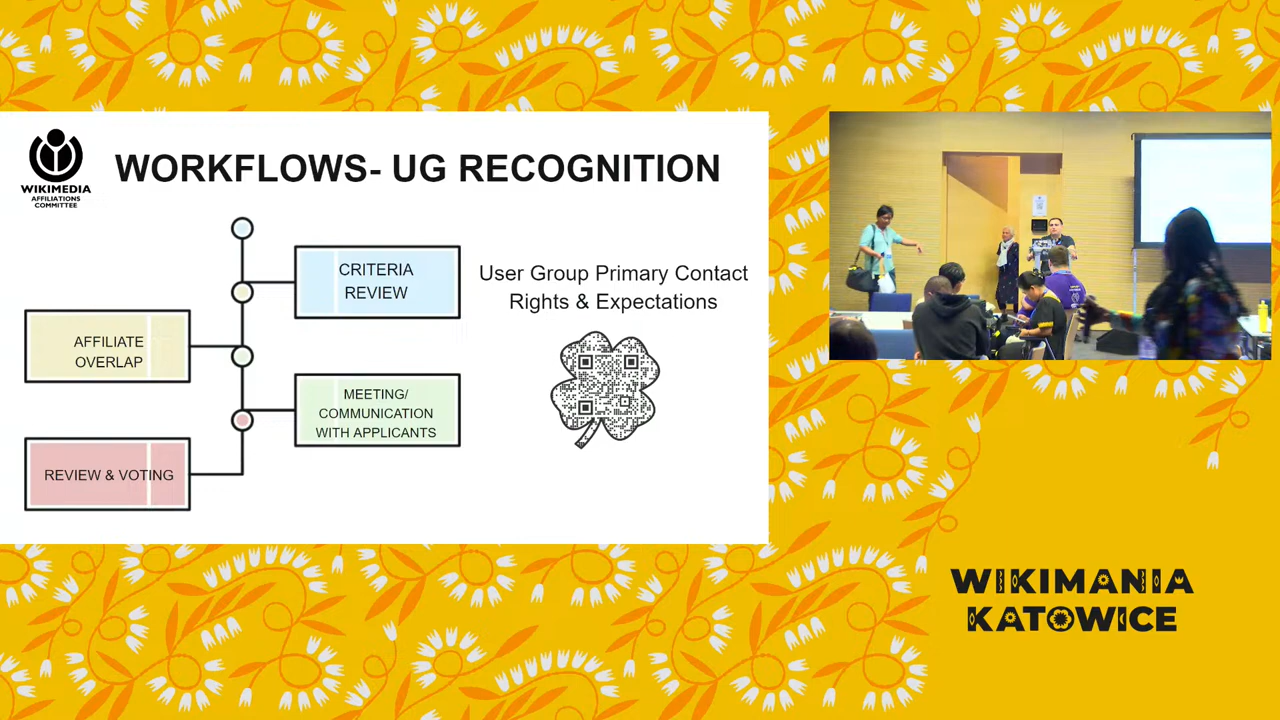 WIKIMEDIA
AFFILIATIONS
COMMITTEE
WORKFLOWS- UG RECOGNITION
CRITERIA
REVIEW
AFFILIATE
OVERLAP
MEETING/
COMMUNICATION
WITH APPLICANTS
REVIEW & VOTING
User Group Primary Contact
Rights & Expectations
WIKIMANIA
KATOWICE